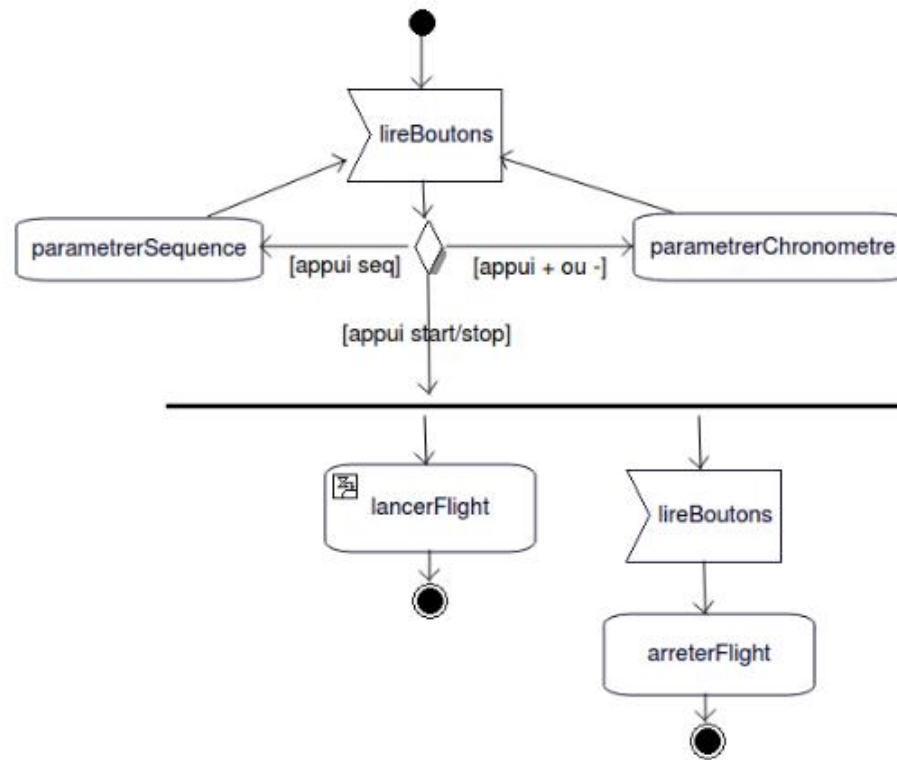 lireBoutons
parametrerSequence
parametrerChronometre
[appui seq]
[appui + ou -]
[appui start/stop]
lancerFlight
lireBoutons
arreterFlight